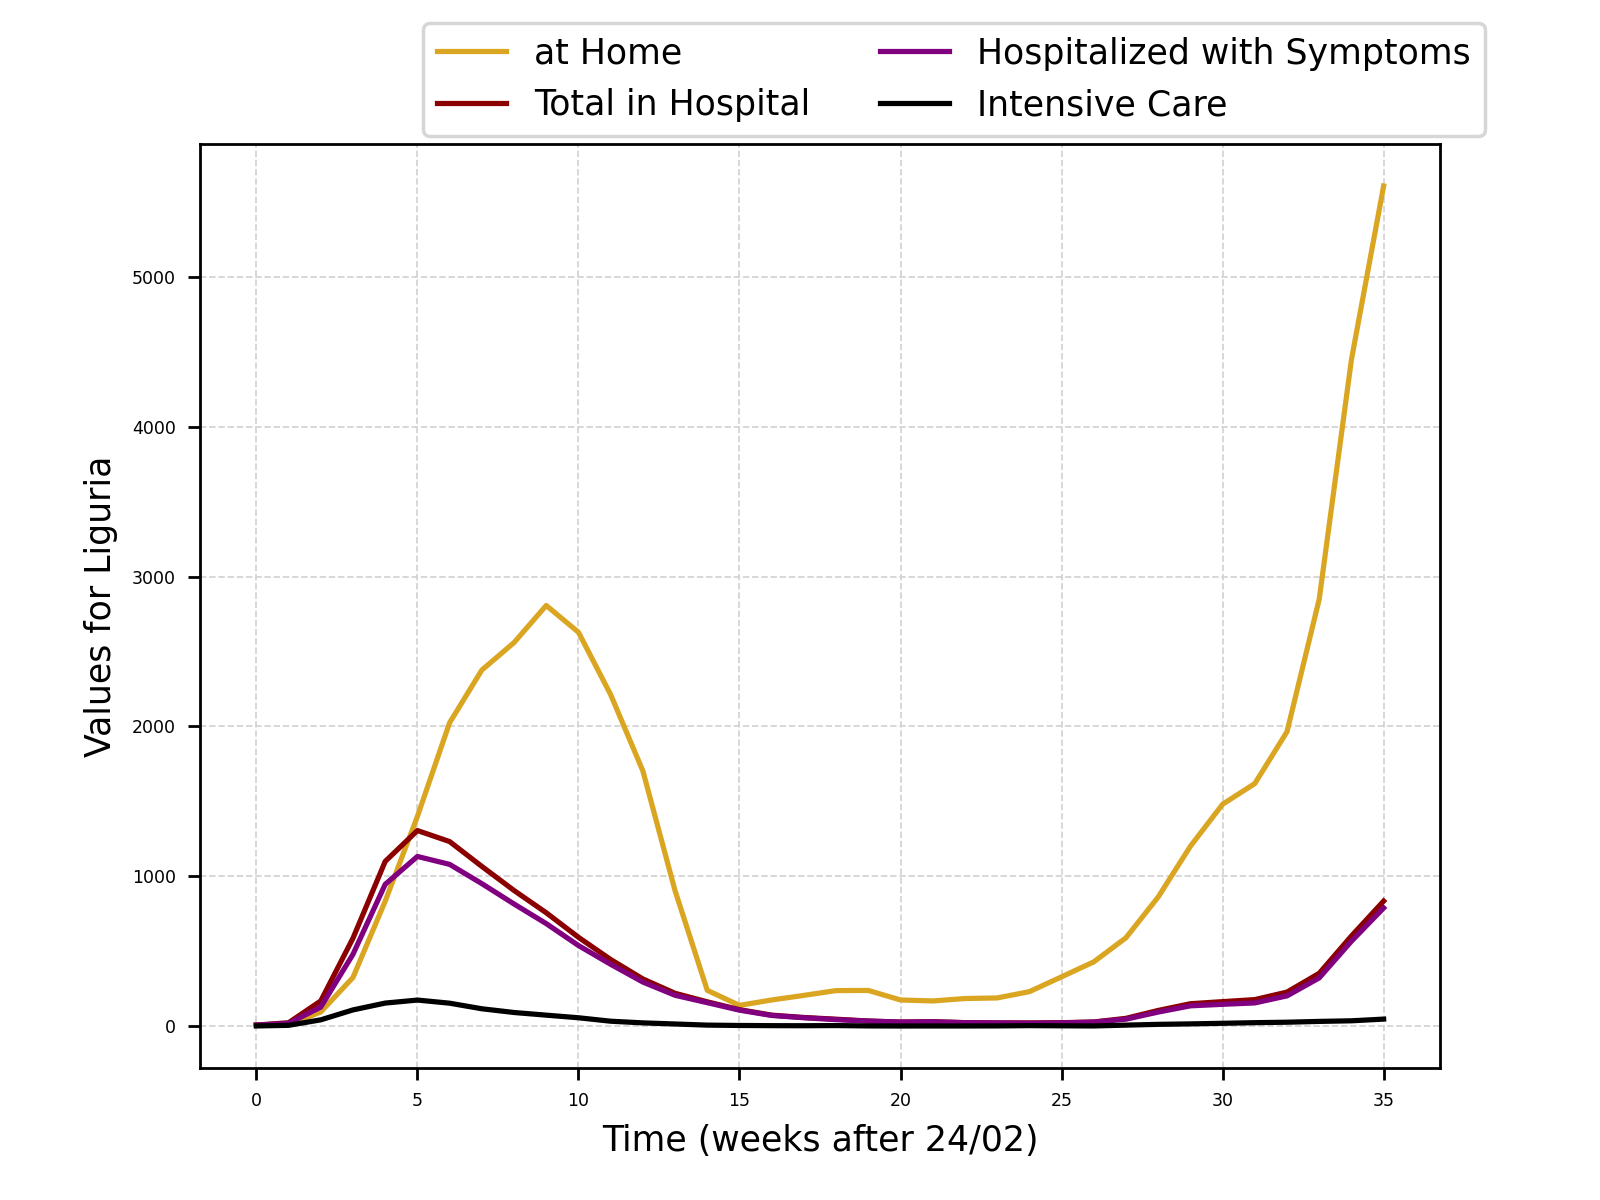 at Home
Total in Hospital
Hospitalized with Symptoms
Intensive Care
Values for Liguria
5000
4000
3000
2000
1000
0
0 5 10 15 20 25 30 35
Time (weeks after 24/02)